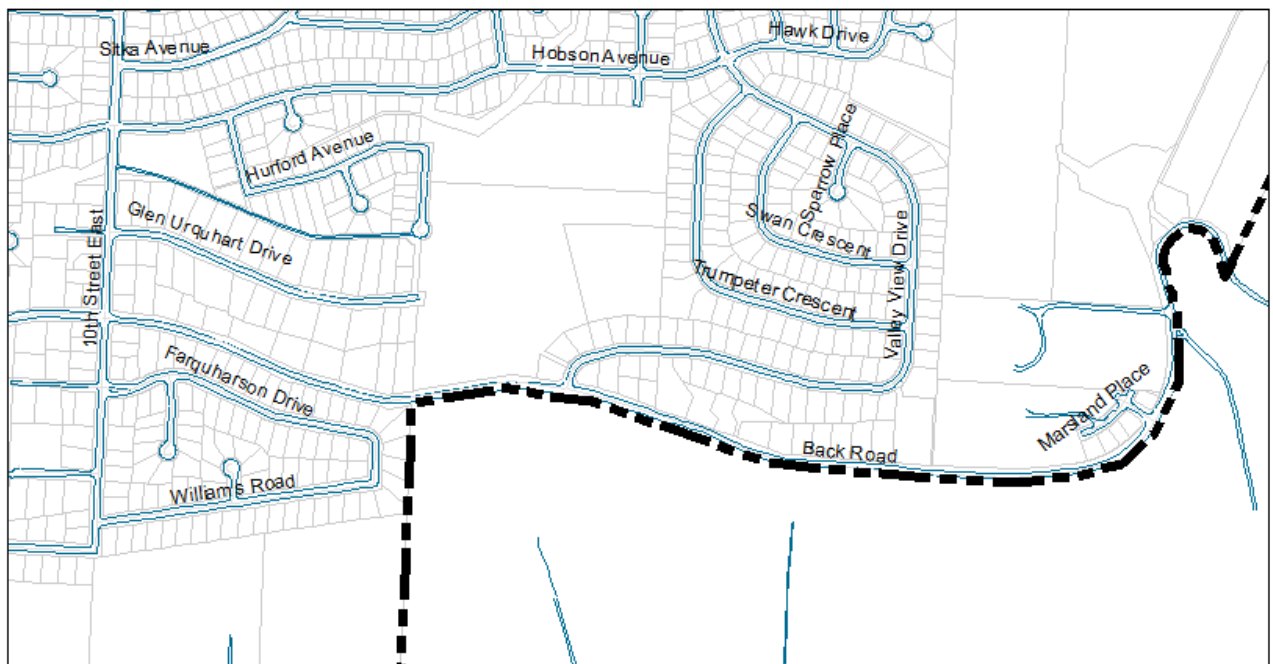 Sitka Avenue
Hobson Avenue
Hawk Drive
Hurford Avenue
Sparrow Place
Glen Urquhart Drive
Swan Crescent
10th Street East
Trumpeter Crescent
Valley View Drive
Farquharson Drive
Marsland Place
Back Road
Williams Road